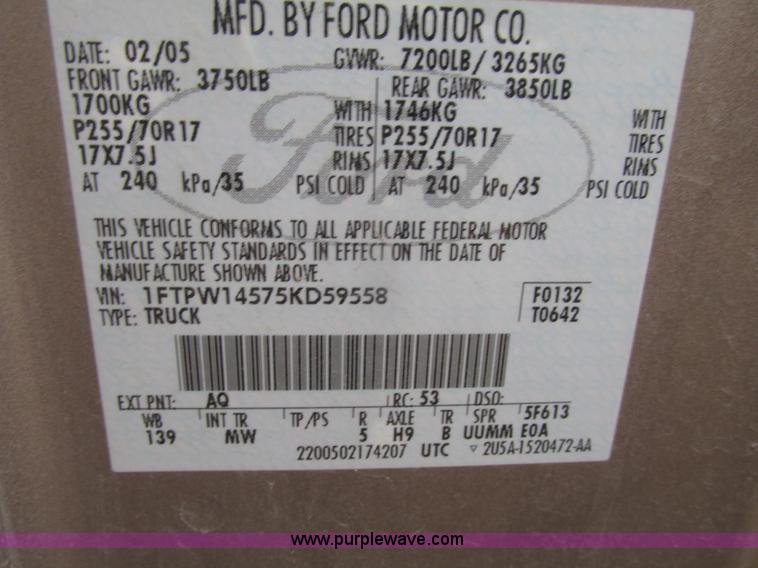 MFD. BY FORD MOTOR CO.
DATE: 02/05 GVWR: 7200LB/ 3265KG
FRONT GAWR: 3750LB REAR GAWR: 3850LB
1700KG WITH 1746KG WITH
P255/70R17 TIRES P255/70R17 TIRES
17X7.5J RIMS 17X7.5J RIMS
AT 240 kPa/35 PSI COLD AT 240 kPa/35 PSI COLD
Ford
THIS VEHICLE CONFORMS TO ALL APPLICABLE FEDERAL MOTOR
VEHICLE SAFETY STANDARDS IN EFFECT ON THE DATE OF
MANUFACTURE SHOWN ABOVE.
VIN: 1FTPW14575KD59558 F0132
TYPE: TRUCK T0642
EXT PNT: AQ RC: 53 DSO:
WB INT TR TP/PS R AXLE TR SPR 5F613
139 MW 5 H9 B UUMM E0A
2200502174207 UTC ▽ 2U5A-1520472-AA
www.purplewave.com